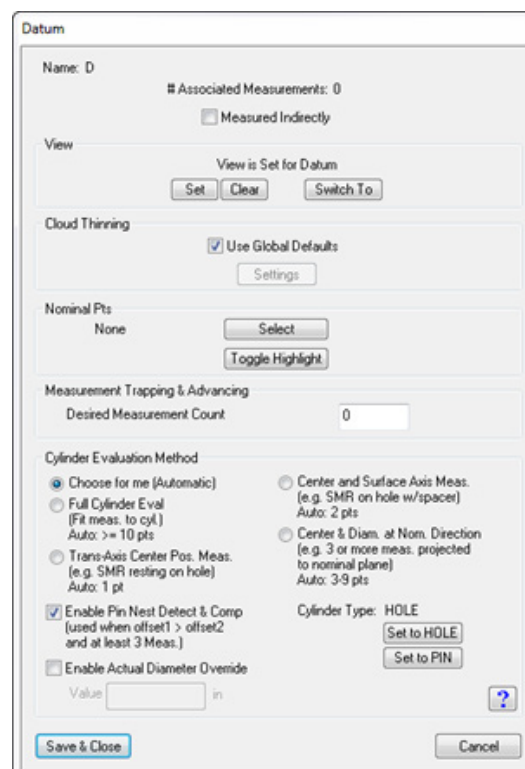 Datum
Name: D
# Associated Measurements: 0
Measured Indirectly
View
View is Set for Datum
Set Clear Switch To
Cloud Thinning
Use Global Defaults
Settings
Nominal Pts
None Select
Toggle Highlight
Measurement Trapping & Advancing
Desired Measurement Count 0
Cylinder Evaluation Method
Choose for me (Automatic)
Full Cylinder Eval
(Fit meas. to cyl.)
Auto: >= 10 pts
Trans-Axis Center Pos. Meas.
(e.g. SMR resting on hole)
Auto: 1 pt
Center and Surface Axis Meas.
(e.g. SMR on hole w/spacer)
Auto: 2 pts
Center & Diam. at Nom. Direction
(e.g. 3 or more meas. projected
to nominal plane)
Auto: 3-9 pts
Enable Pin Nest Detect & Comp
(used when offset1 > offset2
and at least 3 Meas.)
Cylinder Type: HOLE
Set to HOLE
Set to PIN
Enable Actual Diameter Override
Value in
?
Save & Close Cancel